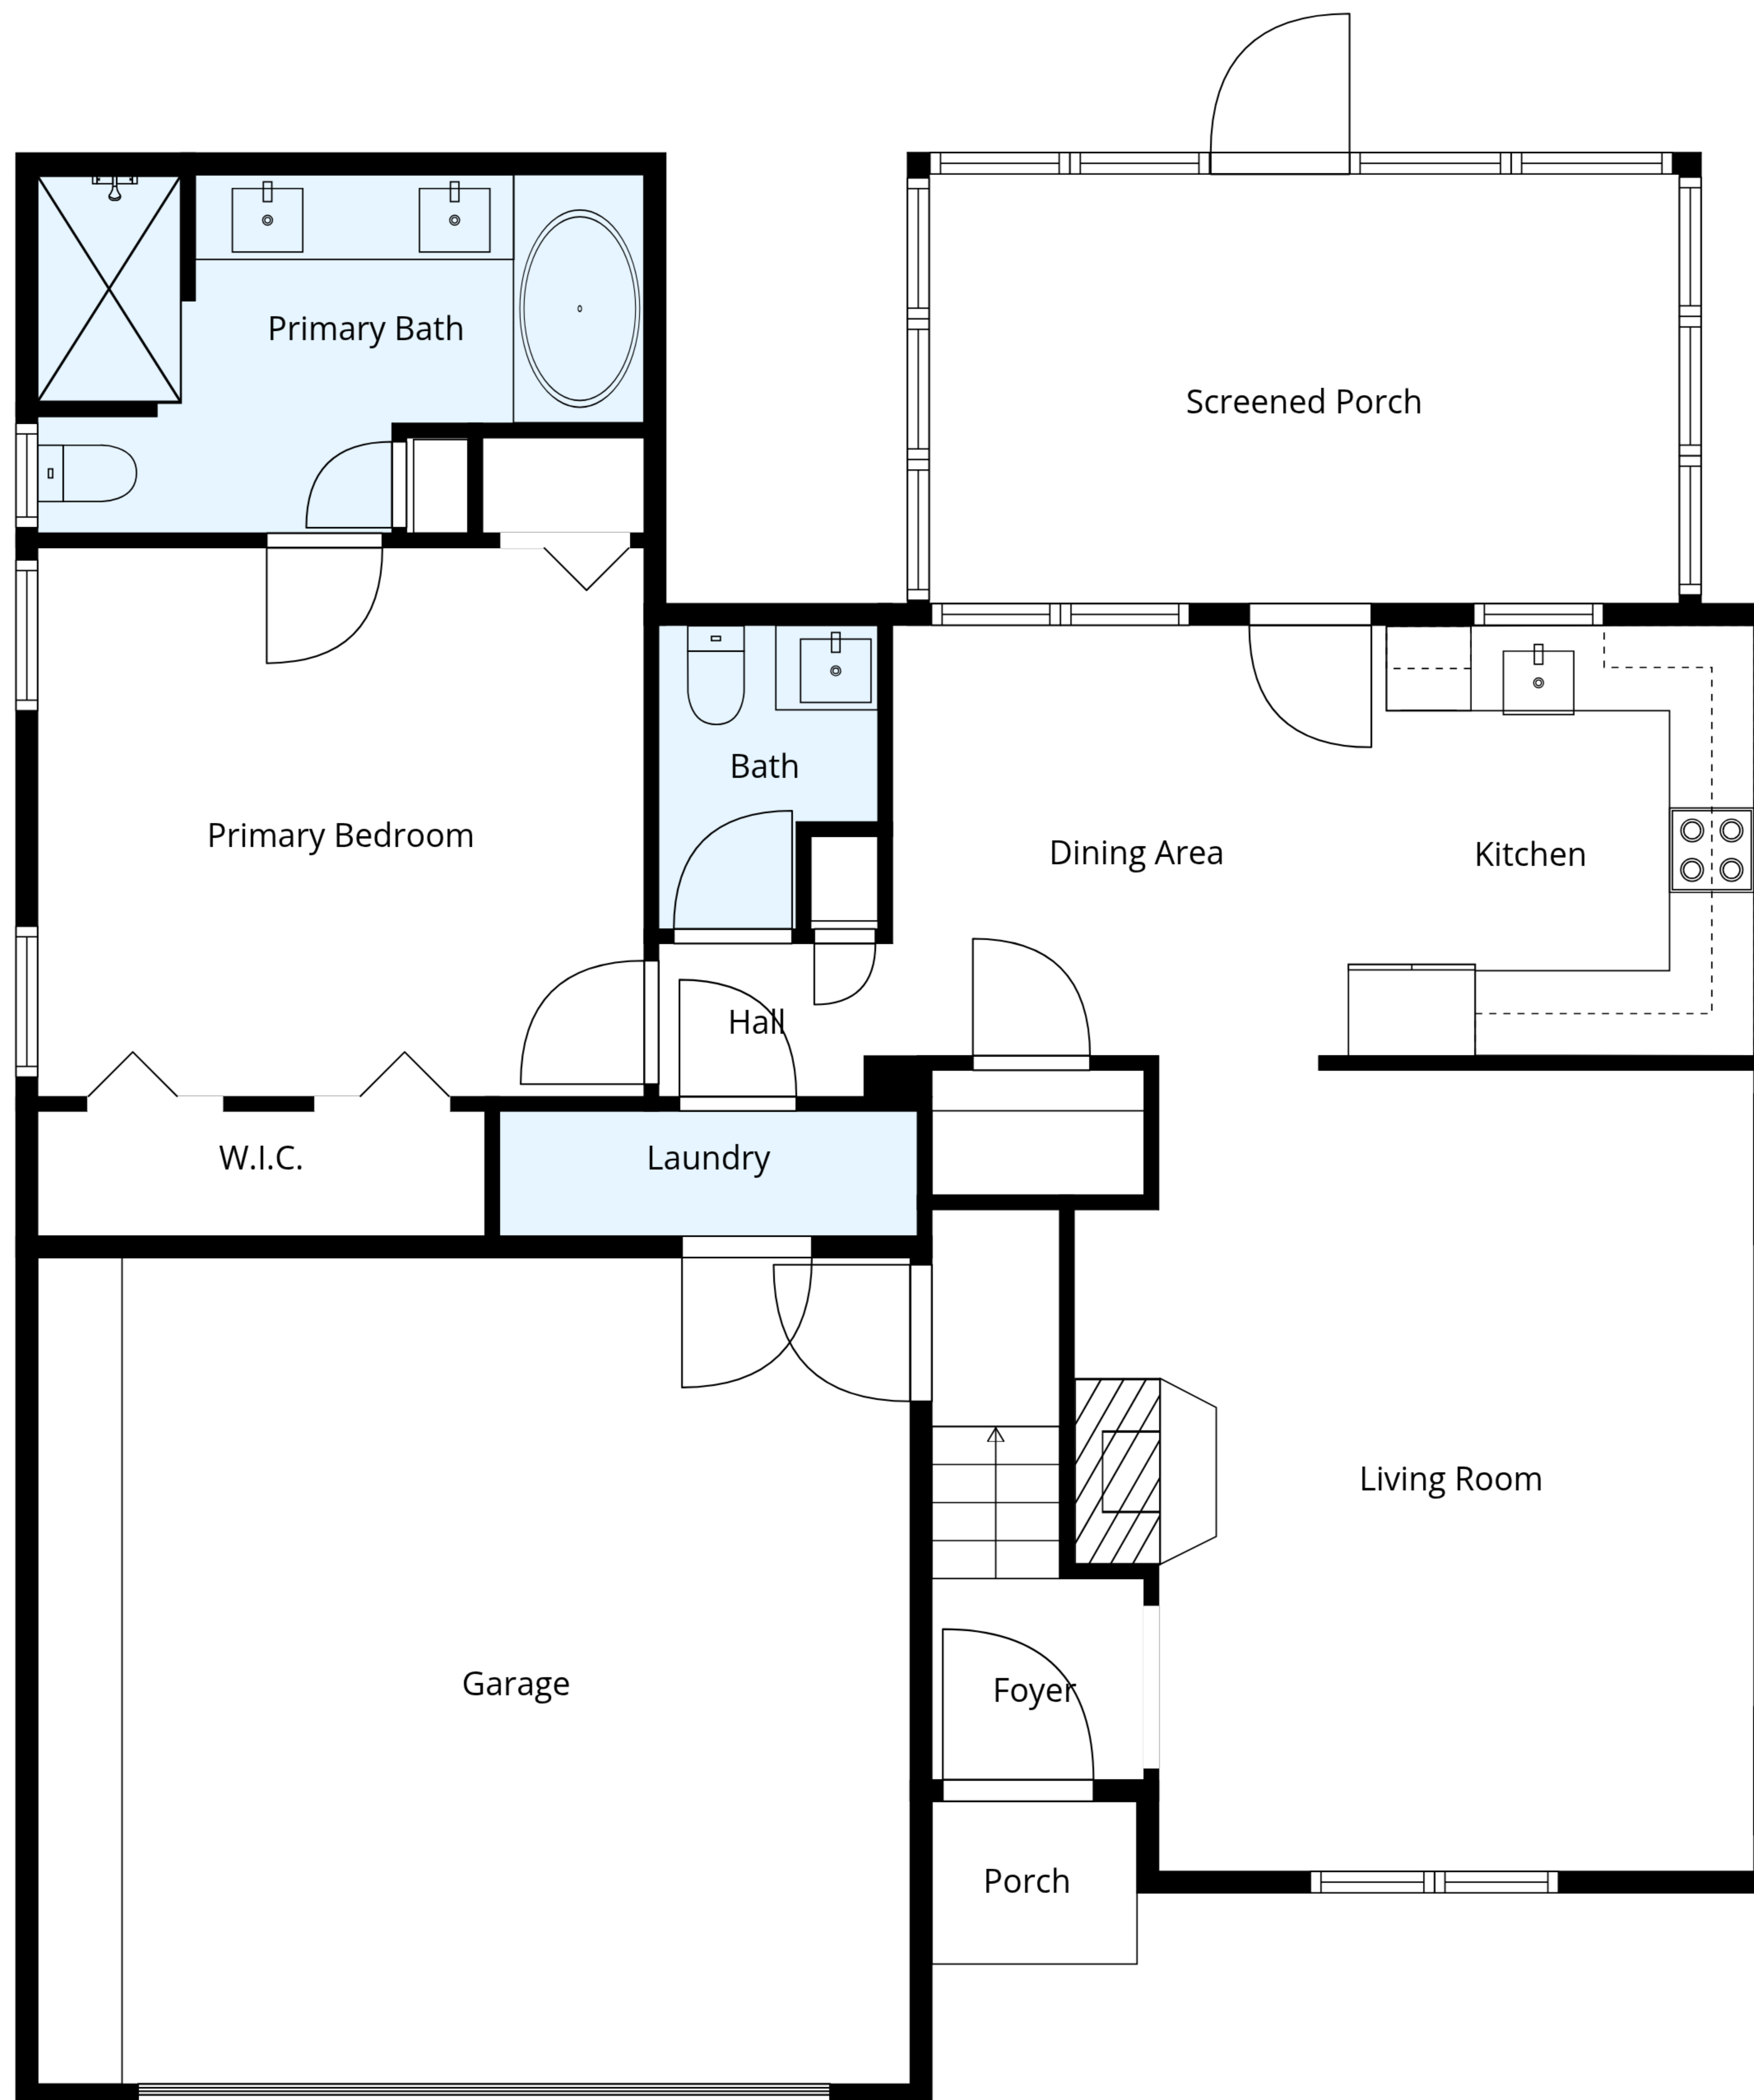 Primary Bath
Screened Porch
Bath
Primary Bedroom
Dining Area
Kitchen
Hall
W.I.C.
Laundry
Living Room
Garage
Foyer
Porch